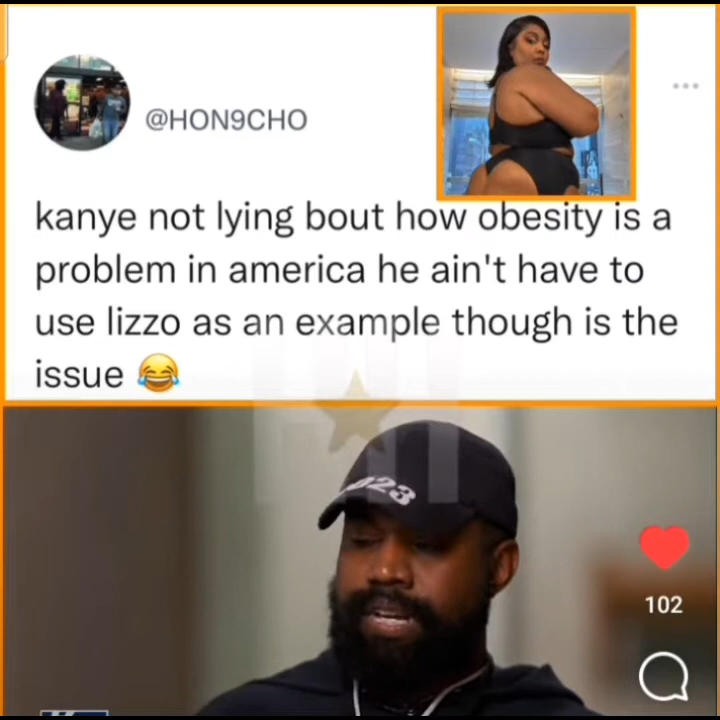 @HON9CHO
kanye not lying bout how obesity is a
problem in america he ain't have to
use lizzo as an example though is the
issue 😂
023
102